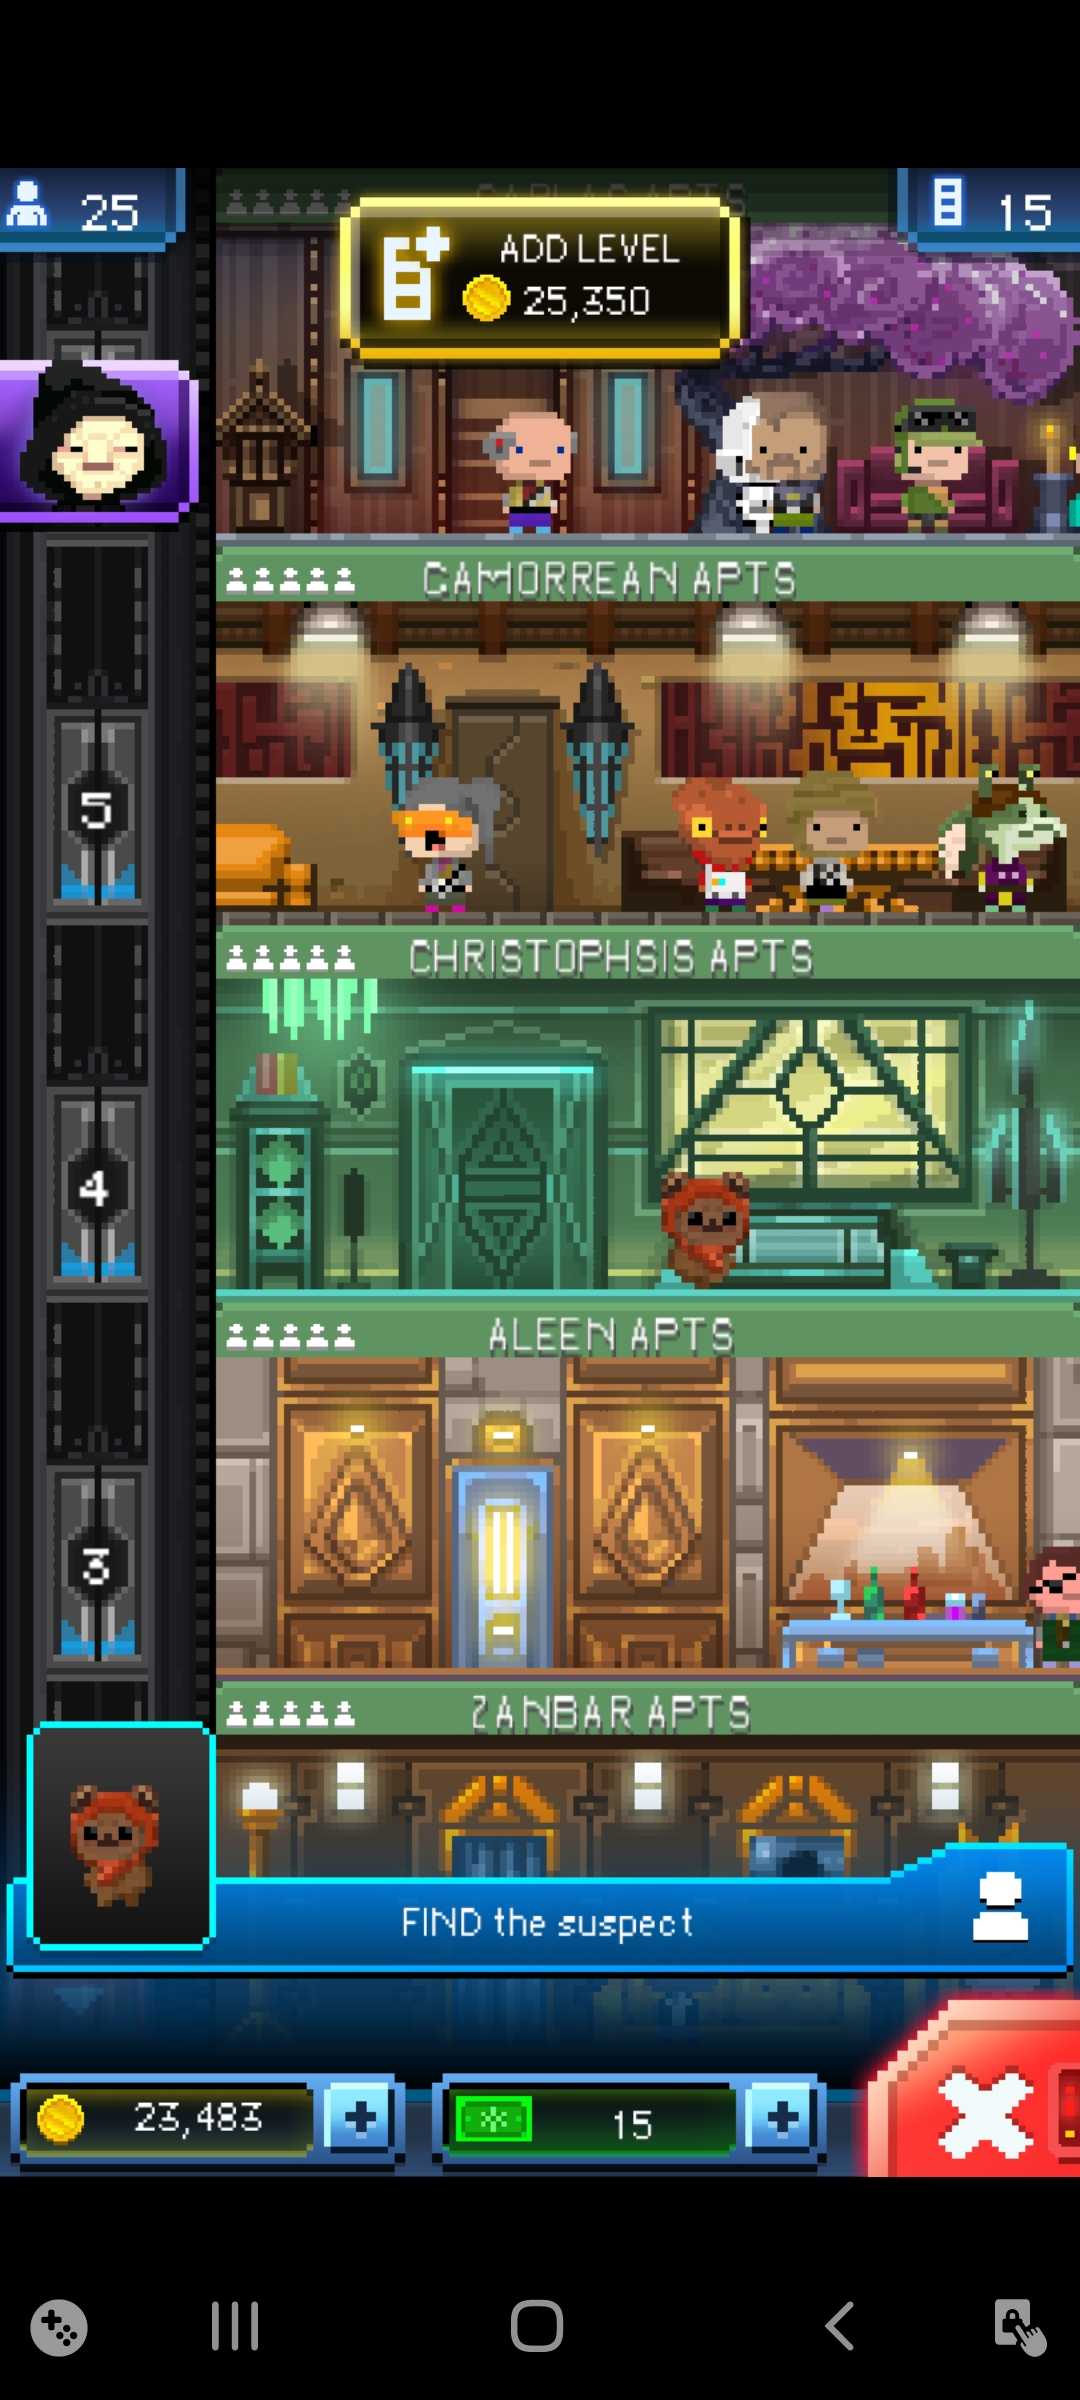 25
15
ADD LEVEL
25,350
GAMORREAN APTS
5
CHRISTOPHSIS APTS
4
ALEEN APTS
3
ZANBAR APTS
FIND the suspect
23,483
15